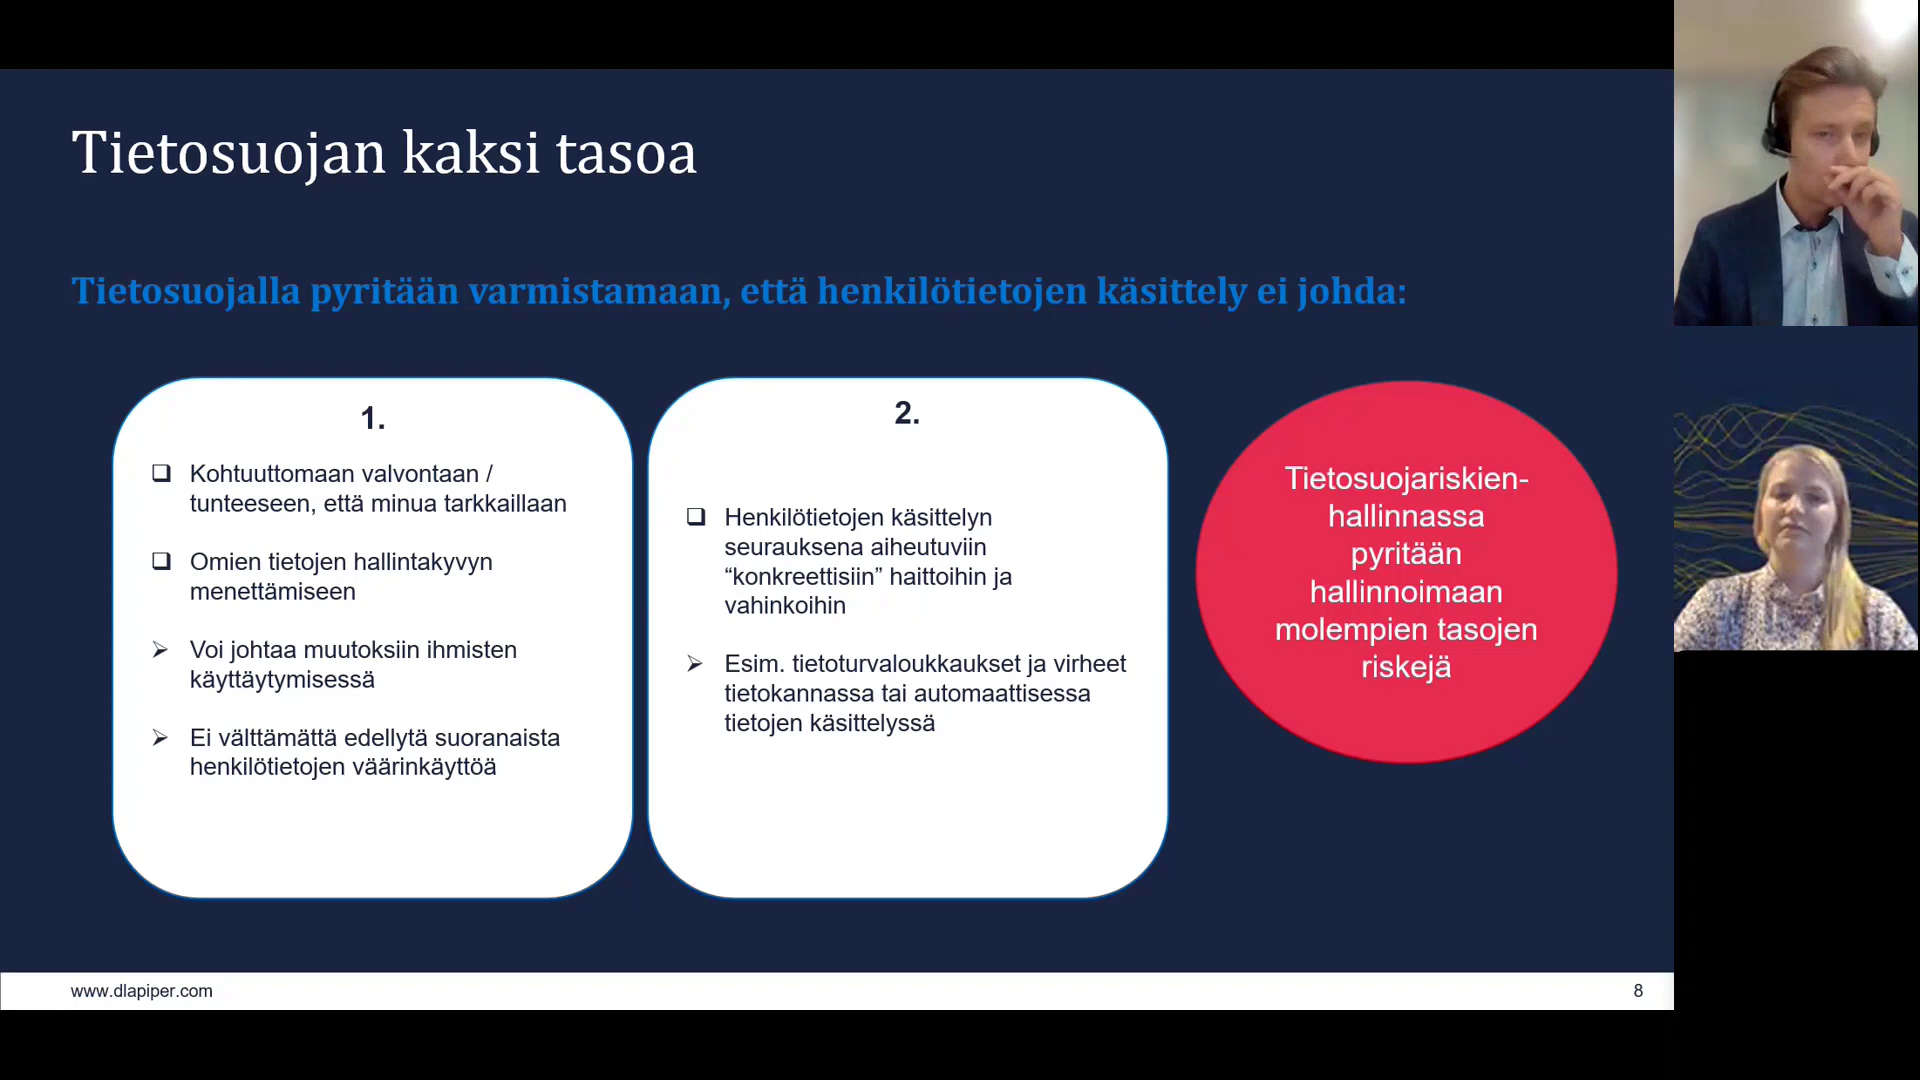 Tietosuojan kaksi tasoa
Tietosuojalla pyritään varmistamaan, että henkilötietojen käsittely ei johda:
1.
❑ Kohtuuttomaan valvontaan /
tunteeseen, että minua tarkkaillaan
❑ Omien tietojen hallintakyvyn
menettämiseen
➢ Voi johtaa muutoksiin ihmisten
käyttäytymisessä
➢ Ei välttämättä edellytä suoranaista
henkilötietojen väärinkäyttöä
2.
❑ Henkilötietojen käsittelyn
seurauksena aiheutuviin
“konkreettisiin” haittoihin ja
vahinkoihin
➢ Esim. tietoturvaloukkaukset ja virheet
tietokannassa tai automaattisessa
tietojen käsittelyssä
Tietosuojariskien-
hallinnassa
pyritään
hallinnoimaan
molempien tasojen
riskejä
www.dlapiper.com
8